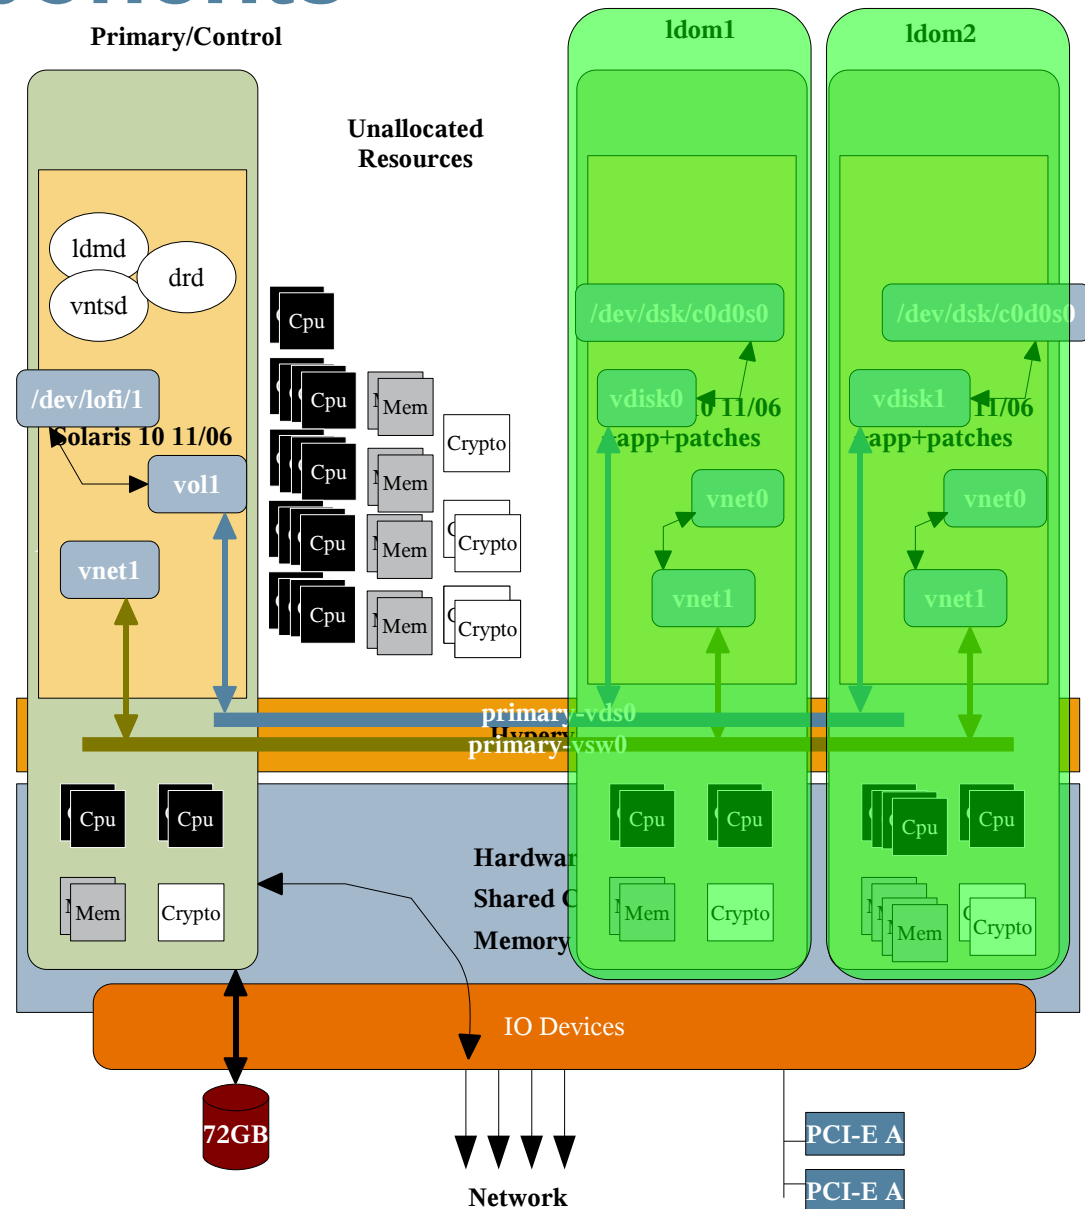 Primary/Control
ldom1
ldom2
Unallocated
Resources
ldmd
drd
vntsd
/dev/lofi/1
Solaris 10 11/06
vol1
vnet1
Cpu
Cpu
Mem
Crypto
Cpu
Mem
Cpu
Mem
Crypto
Cpu
Mem
Crypto
/dev/dsk/c0d0s0
vdisk0
10 11/06
app+patches
vnet0
vnet1
/dev/dsk/c0d0s0
vdisk1
11/06
app+patches
vnet0
vnet1
primary-vds0
primary-vsw0
Cpu
Cpu
Mem
Crypto
Shared
Memory
Cpu
Cpu
Mem
Crypto
Cpu
Cpu
Mem
Crypto
IO Devices
72GB
Network
PCI-E A
PCI-E A